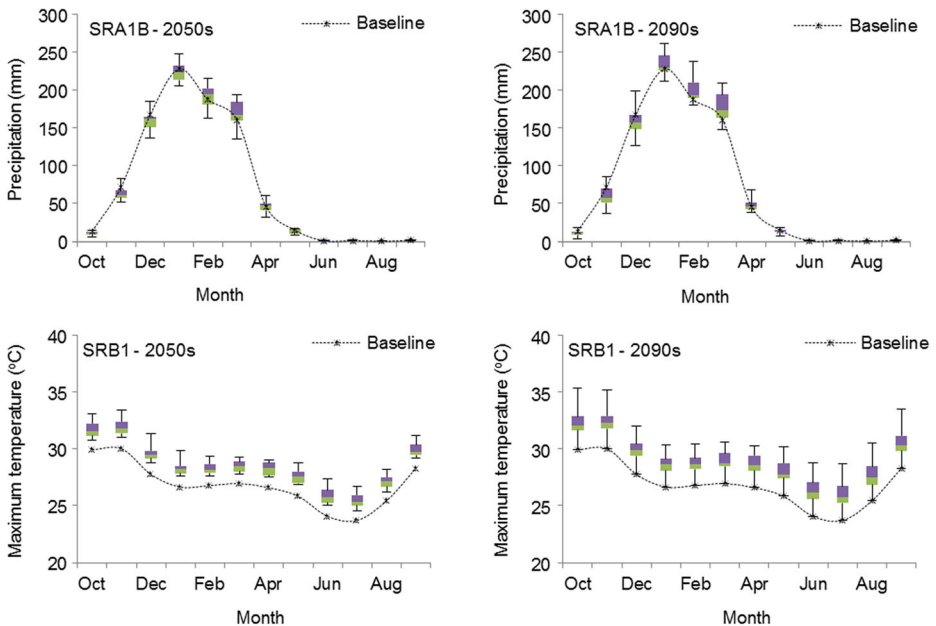 SRA1B - 2050s
Baseline
Precipitation (mm)
300
250
200
150
100
50
0
Oct Dec Feb Apr Jun Aug
Month
SRA1B - 2090s
Baseline
Precipitation (mm)
300
250
200
150
100
50
0
Oct Dec Feb Apr Jun Aug
Month
SRB1 - 2050s
Baseline
Maximum temperature (ºC)
40
35
30
25
20
Oct Dec Feb Apr Jun Aug
Month
SRB1 - 2090s
Baseline
Maximum temperature (ºC)
40
35
30
25
20
Oct Dec Feb Apr Jun Aug
Month